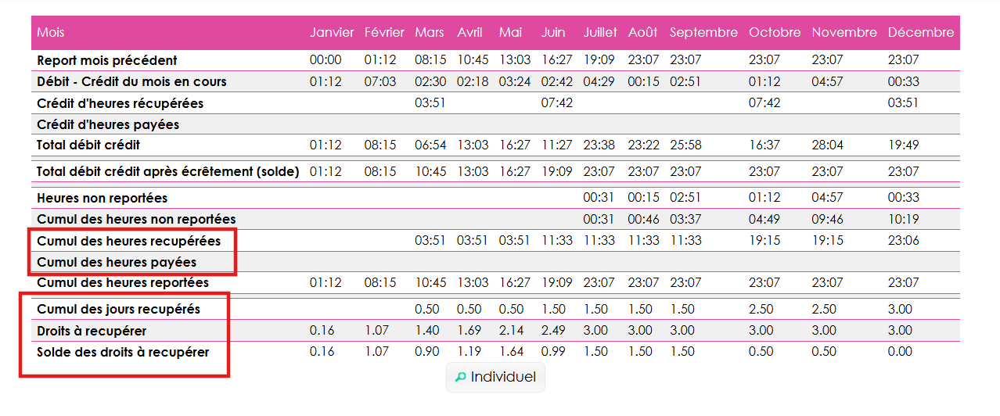 Mois Janvier Février Mars Avril Mai Juin Juillet Août Septembre Octobre Novembre Décembre
Report mois précédent 00:00 01:12 08:15 10:45 13:03 16:27 19:09 23:07 23:07 23:07 23:07 23:07
Débit - Crédit du mois en cours 01:12 07:03 02:30 02:18 03:24 02:42 04:29 00:15 02:51 01:12 04:57 00:33
Crédit d'heures récupérées 03:51 07:42 07:42 03:51
Crédit d'heures payées
Total débit crédit 01:12 08:15 06:54 13:03 16:27 11:27 23:38 23:22 25:58 16:37 28:04 19:49
Total débit crédit après écrêtement (solde) 01:12 08:15 10:45 13:03 16:27 19:09 23:07 23:07 23:07 23:07 23:07 23:07
Heures non reportées 00:31 00:15 02:51 01:12 04:57 00:33
Cumul des heures non reportées 00:31 00:46 03:37 04:49 09:46 10:19
Cumul des heures recupérées 03:51 03:51 03:51 11:33 11:33 11:33 11:33 19:15 19:15 23:06
Cumul des heures payées
Cumul des heures reportées 01:12 08:15 10:45 13:03 16:27 19:09 23:07 23:07 23:07 23:07 23:07 23:07
Cumul des jours recupérés 0.50 0.50 0.50 1.50 1.50 1.50 1.50 2.50 2.50 3.00
Droits à recupérer 0.16 1.07 1.40 1.69 2.14 2.49 3.00 3.00 3.00 3.00 3.00 3.00
Solde des droits à recupérer 0.16 1.07 0.90 1.19 1.64 0.99 1.50 1.50 1.50 0.50 0.50 0.00
Individuel